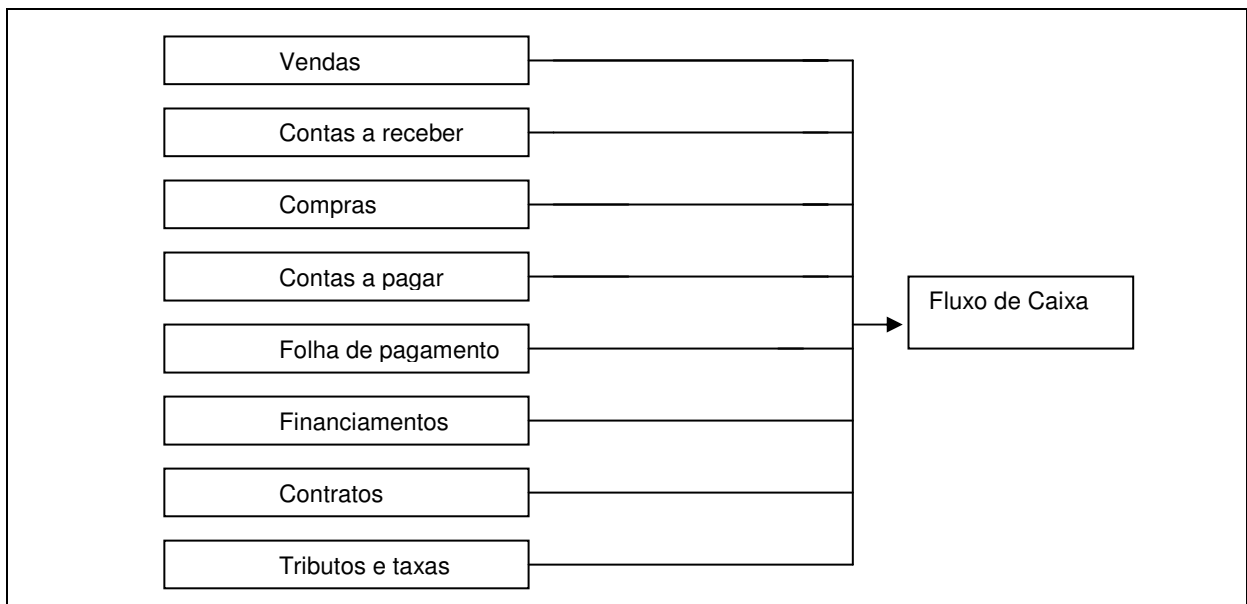 Vendas
Contas a receber
Compras
Contas a pagar
Fluxo de Caixa
Folha de pagamento
Financiamentos
Contratos
Tributos e taxas